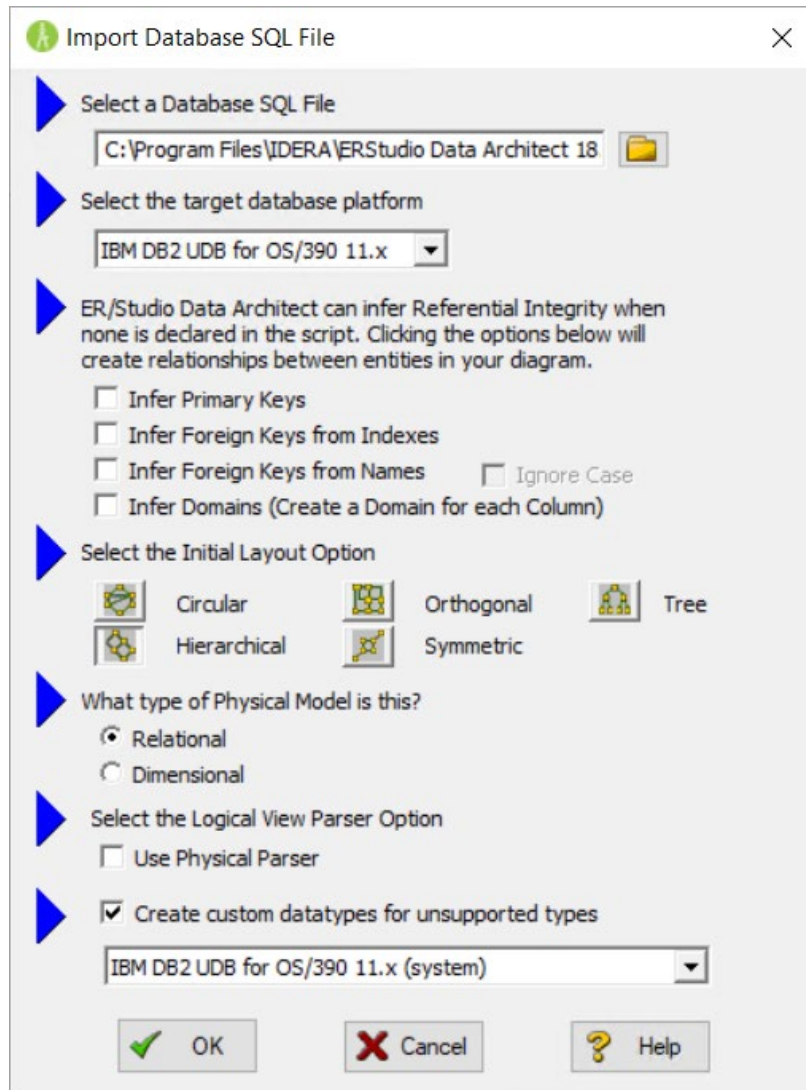 Import Database SQL File
Select a Database SQL File
C:\Program Files\IDERA\ERStudio Data Architect 18
Select the target database platform
IBM DB2 UDB for OS/390 11.x
ER/Studio Data Architect can infer Referential Integrity when
none is declared in the script. Clicking the options below will
create relationships between entities in your diagram.
Infer Primary Keys
Infer Foreign Keys from Indexes
Infer Foreign Keys from Names Ignore Case
Infer Domains (Create a Domain for each Column)
Select the Initial Layout Option
Circular Orthogonal Tree
Hierarchical Symmetric
What type of Physical Model is this?
Relational
Dimensional
Select the Logical View Parser Option
Use Physical Parser
Create custom datatypes for unsupported types
IBM DB2 UDB for OS/390 11.x (system)
OK Cancel Help